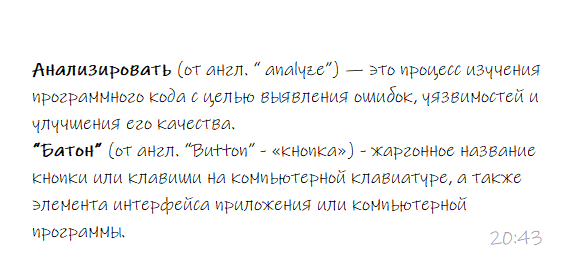 Анализировать (от англ. “ analyze”) — это процесс изучения
программного кода с целью выявления ошибок, уязвимостей и
улучшения его качества.
“Батон” (от англ. “Button” - «кнопка») - жаргонное название
кнопки или клавиши на компьютерной клавиатуре, а также
элемента интерфейса приложения или компьютерной
программы.
20:43